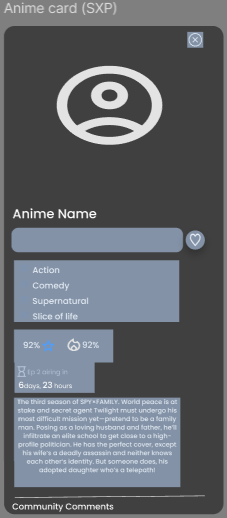 Anime card (SXP)
Anime Name
Action
Comedy
Supernatural
Slice of life
92% 92%
Ep 2 airing in
6days, 23 hours
The third season of SPY×FAMILY. World peace is at
stake and secret agent Twilight must undergo his
most difficult mission yet—pretend to be a family
man. Posing as a loving husband and father, he'll
infiltrate an elite school to get close to a high-
profile politician. He has the perfect cover, except
his wife's a deadly assassin and neither knows
each other's identity. But someone does, his
adopted daughter who's a telepath!
Community Comments